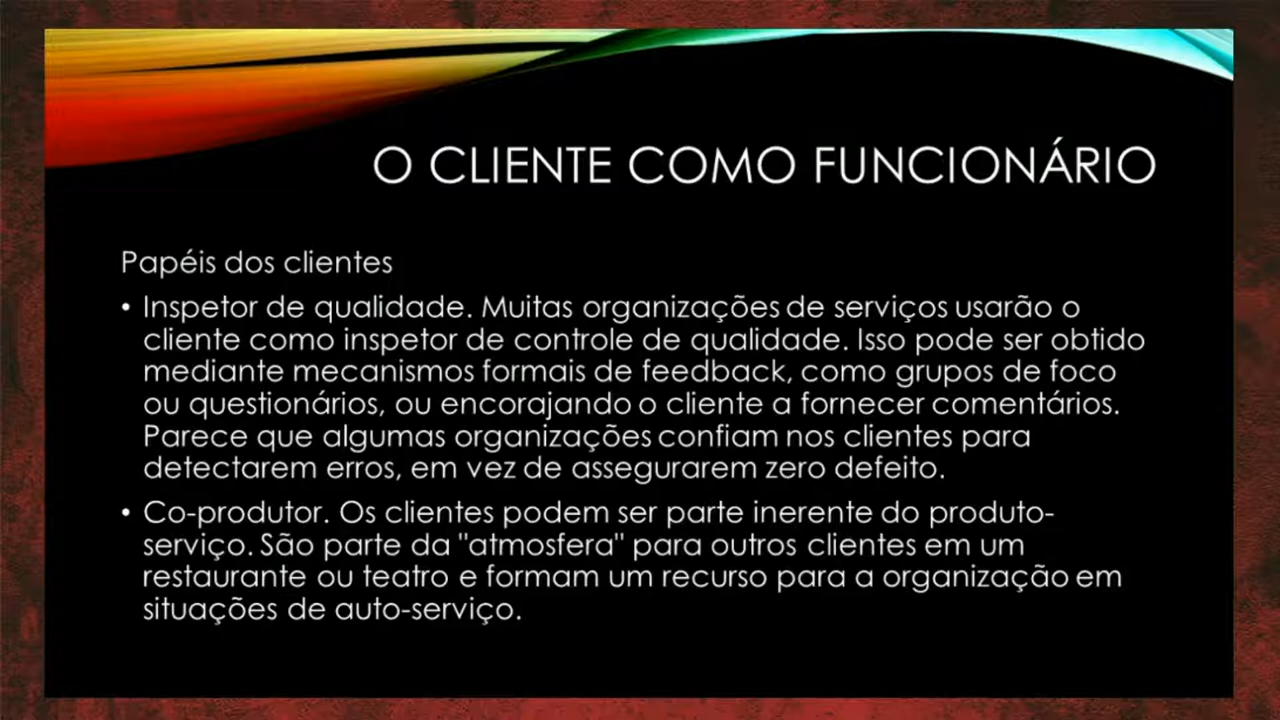 O CLIENTE COMO FUNCIONÁRIO
Papéis dos clientes
• Inspetor de qualidade. Muitas organizações de serviços usarão o
cliente como inspetor de controle de qualidade. Isso pode ser obtido
mediante mecanismos formais de feedback, como grupos de foco
ou questionários, ou encorajando o cliente a fornecer comentários.
Parece que algumas organizações confiam nos clientes para
detectarem erros, em vez de assegurarem zero defeito.
• Co-produtor. Os clientes podem ser parte inerente do produto-
serviço. São parte da "atmosfera" para outros clientes em um
restaurante ou teatro e formam um recurso para a organização em
situações de auto-serviço.